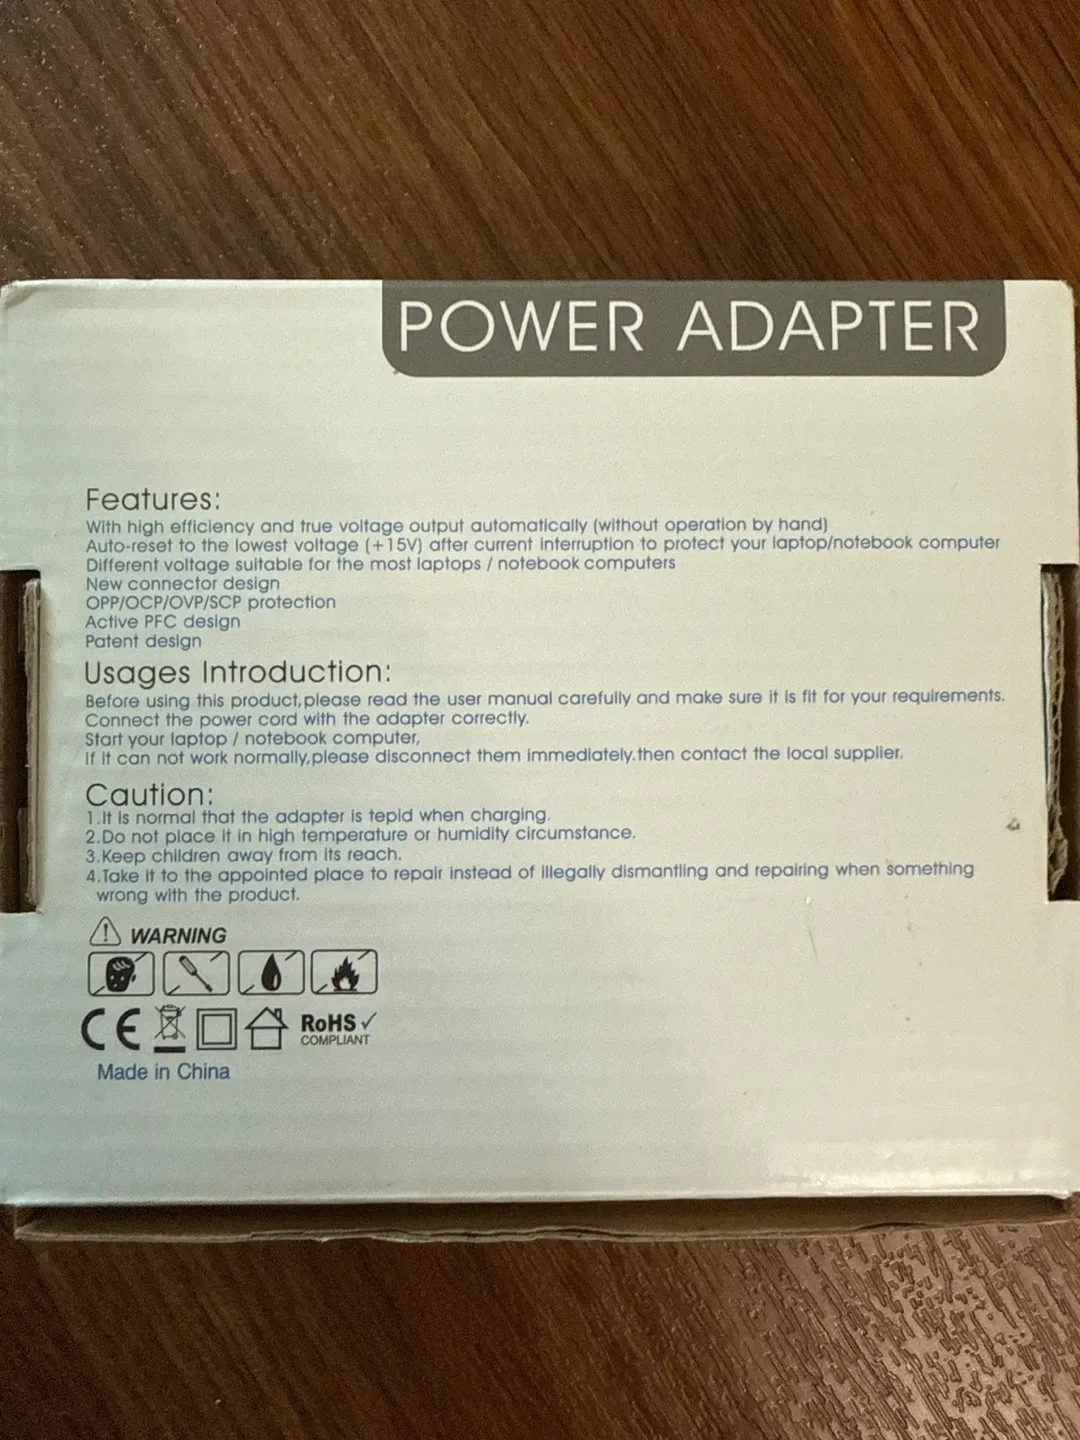 POWER ADAPTER
Features:
With high efficiency and true voltage output automatically (without operation by hand)
Auto-reset to the lowest voltage (+15V) after current interruption to protect your laptop/notebook computer
Different voltage suitable for the most laptops / notebook computers
New connector design
OPP/OCP/OVP/SCP protection
Active PFC design
Patent design
Usages Introduction:
Before using this product,please read the user manual carefully and make sure it is fit for your requirements.
Connect the power cord with the adapter correctly.
Start your laptop / notebook computer,
If it can not work normally,please disconnect them immediately.then contact the local supplier.
Caution:
1.It is normal that the adapter is tepid when charging.
2.Do not place it in high temperature or humidity circumstance.
3.Keep children away from its reach.
4.Take it to the appointed place to repair instead of illegally dismantling and repairing when something
wrong with the product.
WARNING
CE RoHS ✓
COMPLIANT
Made in China